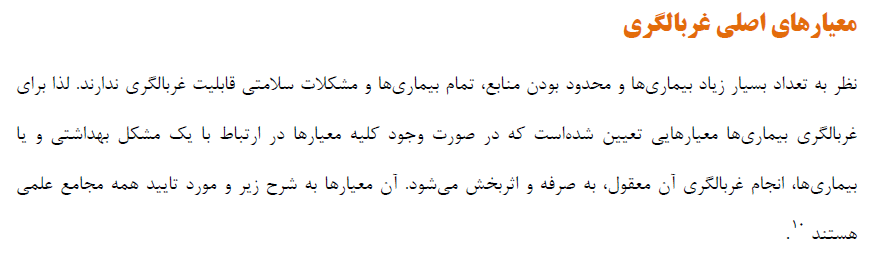 معیارهای اصلی غربالگری
نظر به تعداد بسیار زیاد بیماری‌ها و محدود بودن منابع، تمام بیماری‌ها و مشکلات سلامتی قابلیت غربالگری ندارند. لذا برای
غربالگری بیماری‌ها معیارهایی تعیین شده‌است که در صورت وجود کلیه معیارها در ارتباط با یک مشکل بهداشتی و یا
بیماری‌ها، انجام غربالگری آن معقول، به صرفه و اثربخش می‌شود. آن معیارها به شرح زیر و مورد تایید همه مجامع علمی
هستند ۱۰.